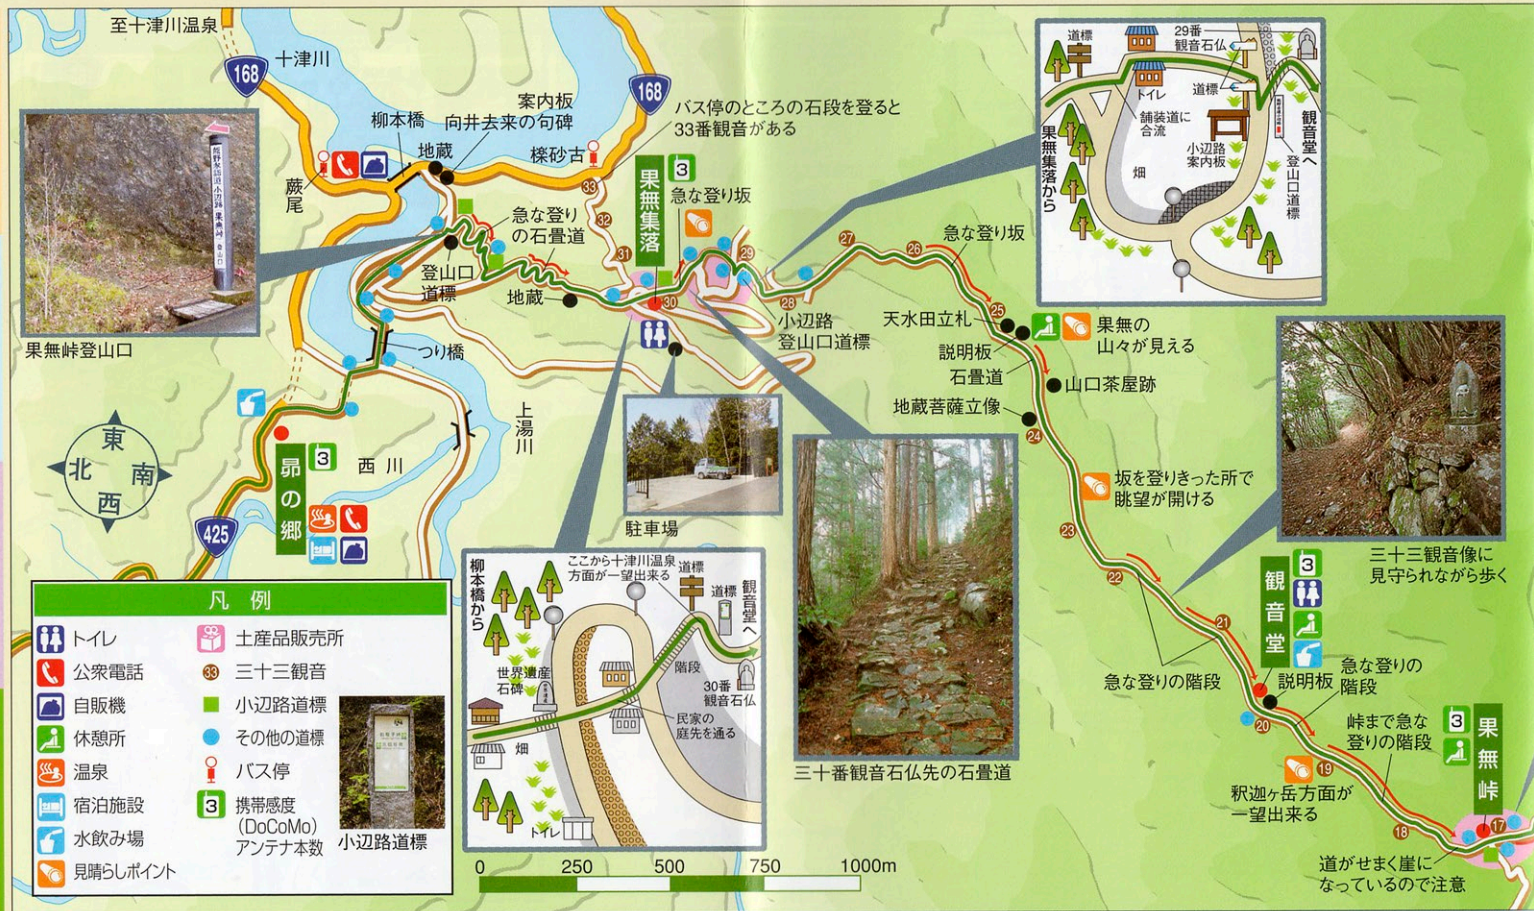 至十津川温泉
168
十津川
168
案内板
柳本橋
向井去来の句碑
地蔵
檪砂古
バス停のところの石段を登ると
33番観音がある
蕨尾
33
32
31
果無集落
3
急な登り坂
急な登り
の石畳道
登山口
道標
地蔵
30
29
28
27
26
急な登り坂
小辺路
登山口道標
果無峠登山口
つり橋
上湯川
西川
昴の郷
3
425
東
北
南
西
25
天水田立札
説明板
石畳道
果無の
山々が見える
山口茶屋跡
地蔵菩薩立像
24
坂を登りきった所で
眺望が開ける
23
22
21
急な登りの階段
観音堂
3
説明板
急な登りの
階段
20
峠まで急な
登りの階段
19
釈迦ヶ岳方面が
一望出来る
18
果無峠
3
17
道がせまく崖に
なっているので注意
三十三観音像に
見守られながら歩く
駐車場
三十番観音石仏先の石畳道
道標
29番
観音石仏
トイレ
道標
舗装道に
合流
小辺路
案内板
観音堂へ
登山口道標
果無集落から
畑
柳本橋から
ここから十津川温泉
方面が一望出来る
道標
道標
観音堂へ
世界遺産
石碑
階段
30番
観音石仏
民家の
庭先を通る
畑
トイレ
凡例
トイレ
土産品販売所
公衆電話
33
三十三観音
自販機
小辺路道標
休憩所
その他の道標
温泉
バス停
宿泊施設
3
携帯感度
(DoCoMo)
アンテナ本数
水飲み場
見晴らしポイント
小辺路道標
0 250 500 750 1000m